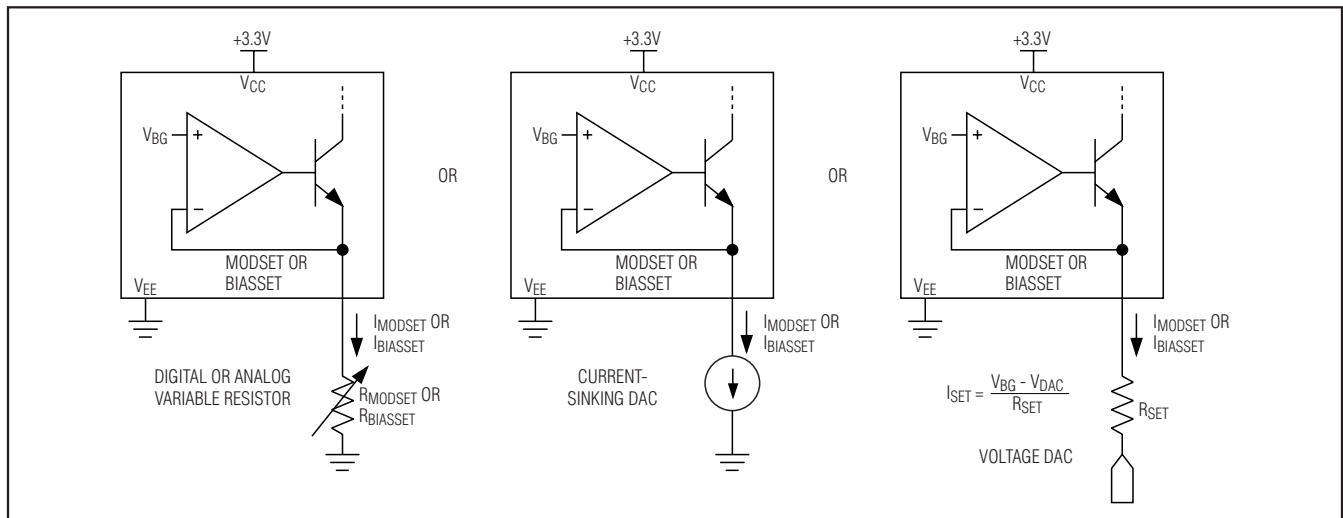 +3.3V
VCC
VBG
+
−
MODSET OR
BIASSET
VEE
IMODSET OR
IBIASSET
DIGITAL OR ANALOG
VARIABLE RESISTOR
RMODSET OR
RBIASSET
OR
+3.3V
VCC
VBG
+
−
MODSET OR
BIASSET
VEE
IMODSET OR
IBIASSET
CURRENT-
SINKING DAC
OR
+3.3V
VCC
VBG
+
−
MODSET OR
BIASSET
VEE
IMODSET OR
IBIASSET
ISET = VBG - VDAC
RSET
RSET
VOLTAGE DAC